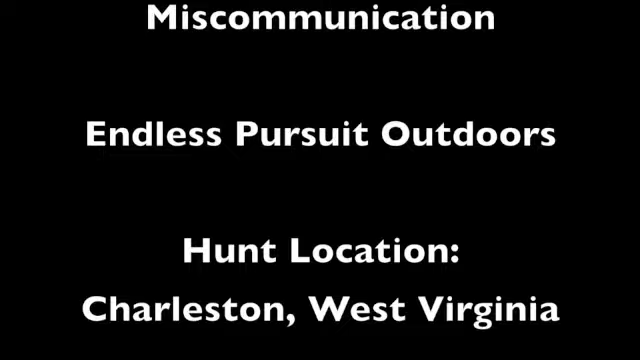 Miscommunication
Endless Pursuit Outdoors
Hunt Location:
Charleston, West Virginia